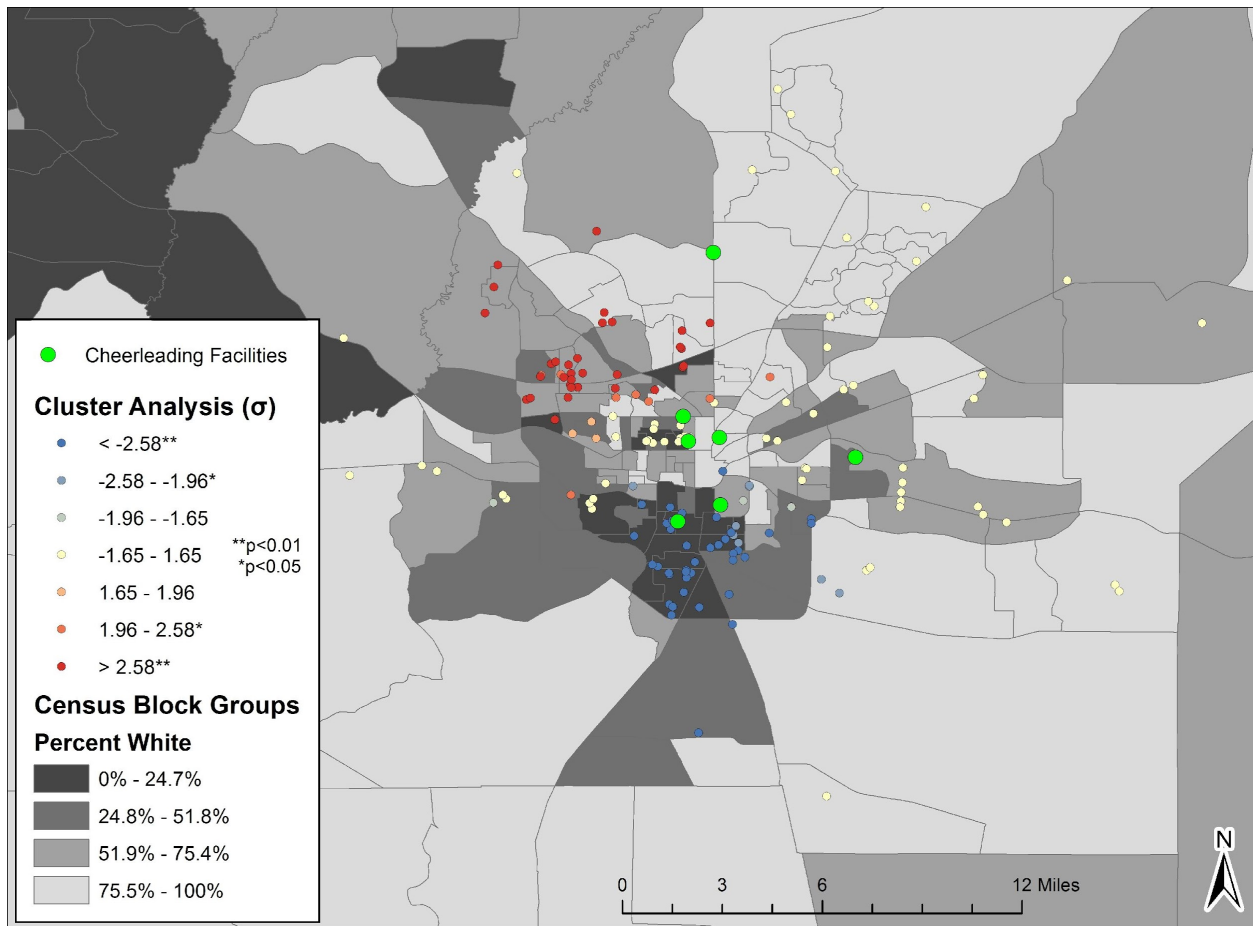 Cheerleading Facilities
Cluster Analysis (σ)
< -2.58**
-2.58 - -1.96*
-1.96 - -1.65
-1.65 - 1.65
**p<0.01
*p<0.05
1.65 - 1.96
1.96 - 2.58*
> 2.58**
Census Block Groups
Percent White
0% - 24.7%
24.8% - 51.8%
51.9% - 75.4%
75.5% - 100%
0 3 6 12 Miles
N